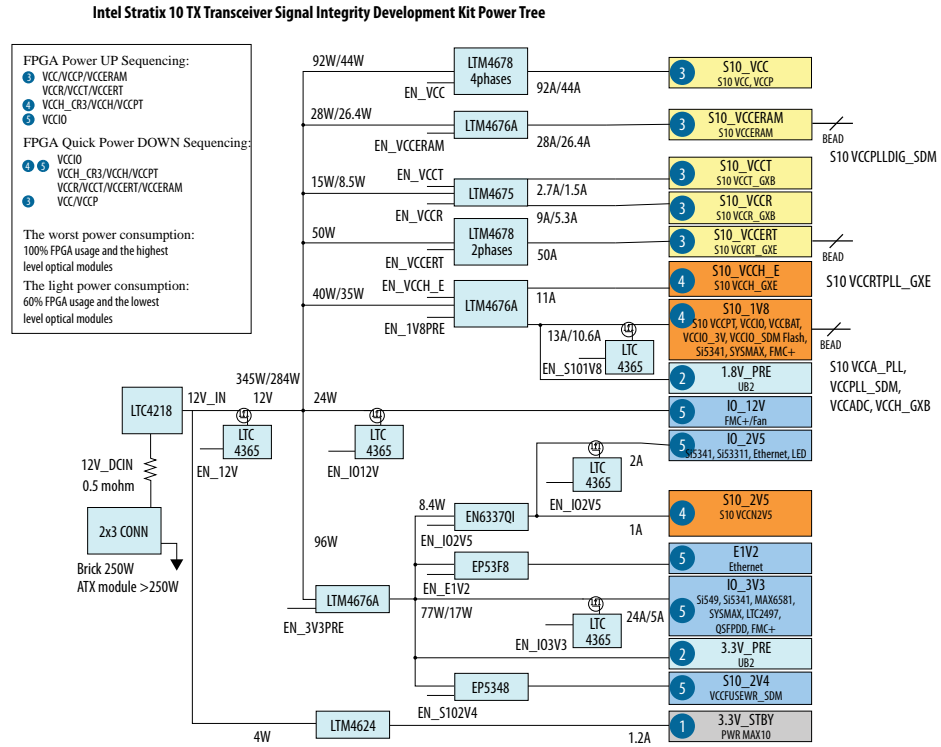 Intel Stratix 10 TX Transceiver Signal Integrity Development Kit Power Tree
FPGA Power UP Sequencing:
3 VCC/VCCP/VCCERAM
VCCR/VCCT/VCCERT
4 VCCH_CR3/VCCH/VCCPT
5 VCCIO
FPGA Quick Power DOWN Sequencing:
4 5 VCCIO
VCCH_CR3/VCCH/VCCPT
VCCR/VCCT/VCCERT/VCCERAM
3 VCC/VCCP
The worst power consumption:
100% FPGA usage and the highest
level optical modules
The light power consumption:
60% FPGA usage and the lowest
level optical modules
92W/44W
EN_VCC
LTM4678
4phases
92A/44A
3 S10_VCC
S10 VCC, VCCP
28W/26.4W
EN_VCCERAM
LTM4676A
28A/26.4A
3 S10_VCCERAM
S10 VCCERAM
BEAD
S10 VCCPLLDIG_SDM
15W/8.5W
EN_VCCT
EN_VCCR
LTM4675
2.7A/1.5A
3 S10_VCCT
S10 VCCT_GXB
9A/5.3A
3 S10_VCCR
S10 VCCR_GXB
50W
EN_VCCERT
LTM4678
2phases
50A
3 S10_VCCERT
S10 VCCRT_GXE
BEAD
S10 VCCRTPLL_GXE
40W/35W
EN_VCCH_E
EN_1V8PRE
LTM4676A
11A
4 S10_VCCH_E
S10 VCCH_GXE
13A/10.6A
EN_S101V8
LTC
4365
4 S10_1V8
S10 VCCPT, VCCIO, VCCBAT,
VCCIO_3V, VCCIO_SDM Flash,
Si5341, SYSMAX, FMC+
BEAD
S10 VCCA_PLL,
VCCPLL_SDM,
VCCADC, VCCH_GXB
2 1.8V_PRE
UB2
345W/284W
12V_IN
12V
24W
LTC4218
LTC
4365
EN_12V
LTC
4365
EN_IO12V
5 IO_12V
FMC+/Fan
12V_DCIN
0.5 mohm
2x3 CONN
Brick 250W
ATX module >250W
LTC
4365
2A
EN_IO2V5
5 IO_2V5
Si5341, Si53311, Ethernet, LED
8.4W
EN6337QI
EN_IO2V5
1A
4 S10_2V5
S10 VCCN2V5
96W
EP53F8
EN_E1V2
5 E1V2
Ethernet
LTM4676A
EN_3V3PRE
77W/17W
24A/5A
LTC
4365
EN_IO3V3
5 IO_3V3
Si549, Si5341, MAX6581,
SYSMAX, LTC2497,
QSFPDD, FMC+
2 3.3V_PRE
UB2
EP5348
EN_S102V4
5 S10_2V4
VCCFUSEWR_SDM
4W
LTM4624
1.2A
1 3.3V_STBY
PWR MAX10